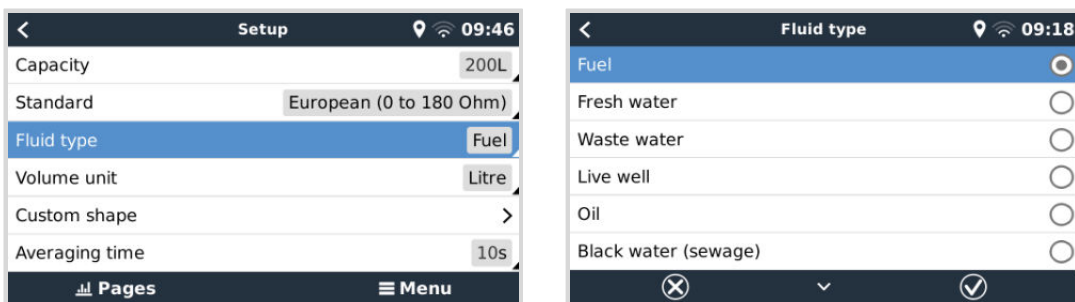 Setup 09:46
Capacity 200L
Standard European (0 to 180 Ohm)
Fluid type Fuel
Volume unit Litre
Custom shape
Averaging time 10s
Pages Menu
Fluid type 09:18
Fuel
Fresh water
Waste water
Live well
Oil
Black water (sewage)